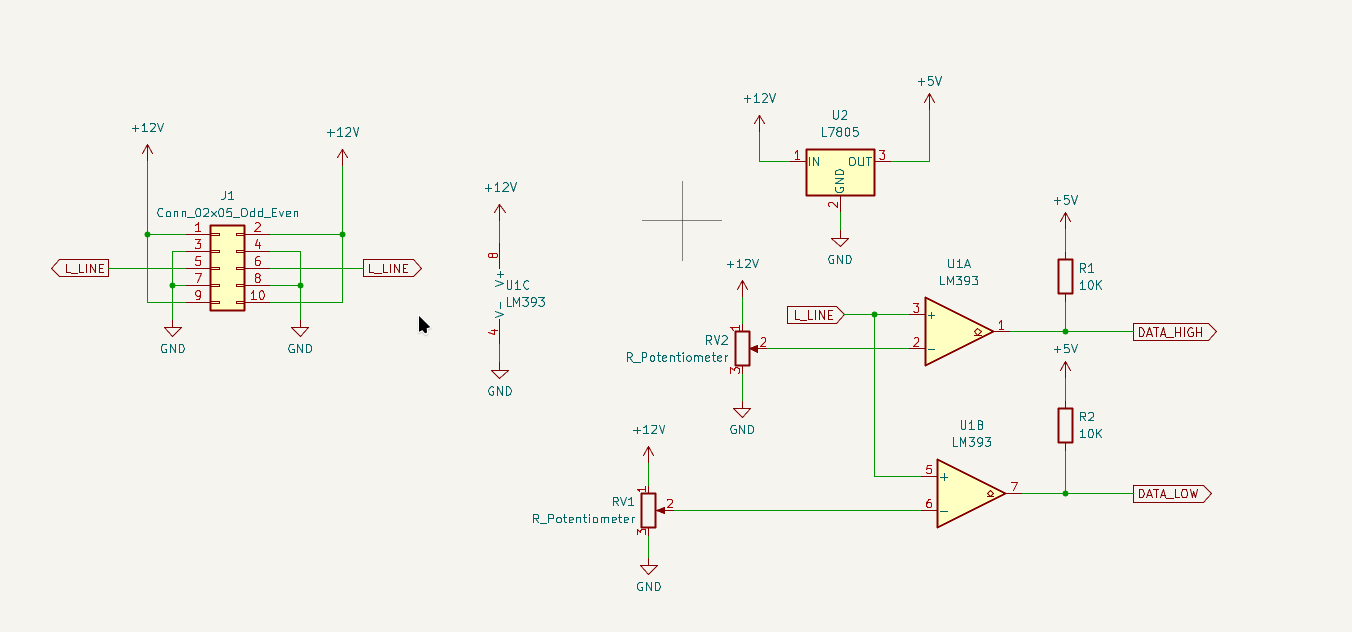 +12V
+12V
J1
Conn_02x05_Odd_Even
1
2
3
4
L_LINE
5
6
L_LINE
7
8
9
10
GND
GND
+12V
8
V+
U1C
LM393
V-
4
GND
+12V
+5V
U2
L7805
1
IN
OUT
3
GND
2
GND
+12V
RV2
R_Potentiometer
1
2
3
GND
L_LINE
U1A
LM393
3
+
2
-
1
+5V
R1
10K
DATA_HIGH
+12V
RV1
R_Potentiometer
1
2
3
GND
U1B
LM393
5
+
6
-
7
+5V
R2
10K
DATA_LOW